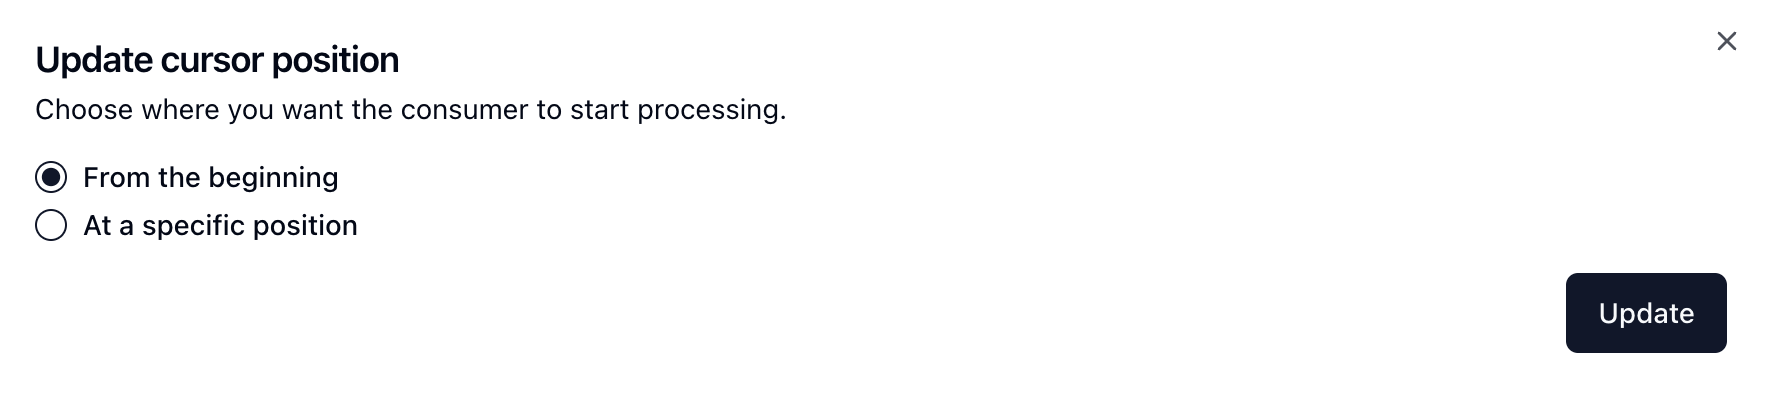 Update cursor position
Choose where you want the consumer to start processing.
From the beginning
At a specific position
Update